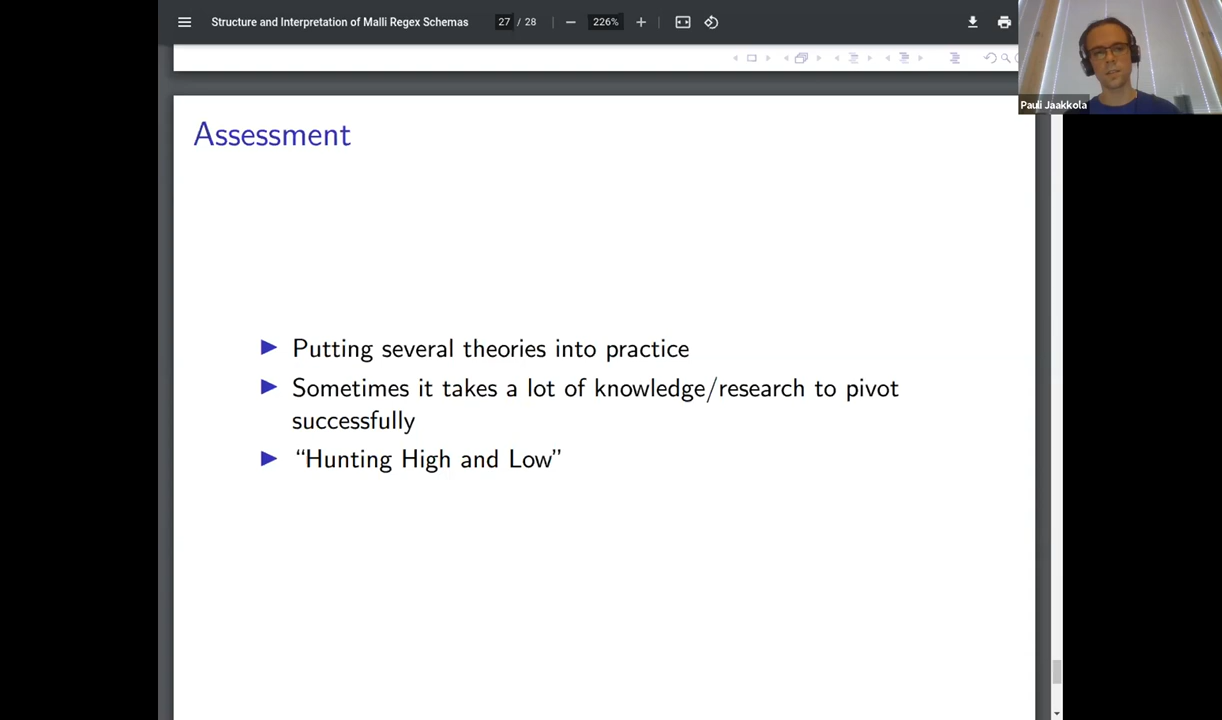 Structure and Interpretation of Malli Regex Schemas
27 / 28
226%
Pauli Jaakkola
Assessment
Putting several theories into practice
Sometimes it takes a lot of knowledge/research to pivot
successfully
“Hunting High and Low”